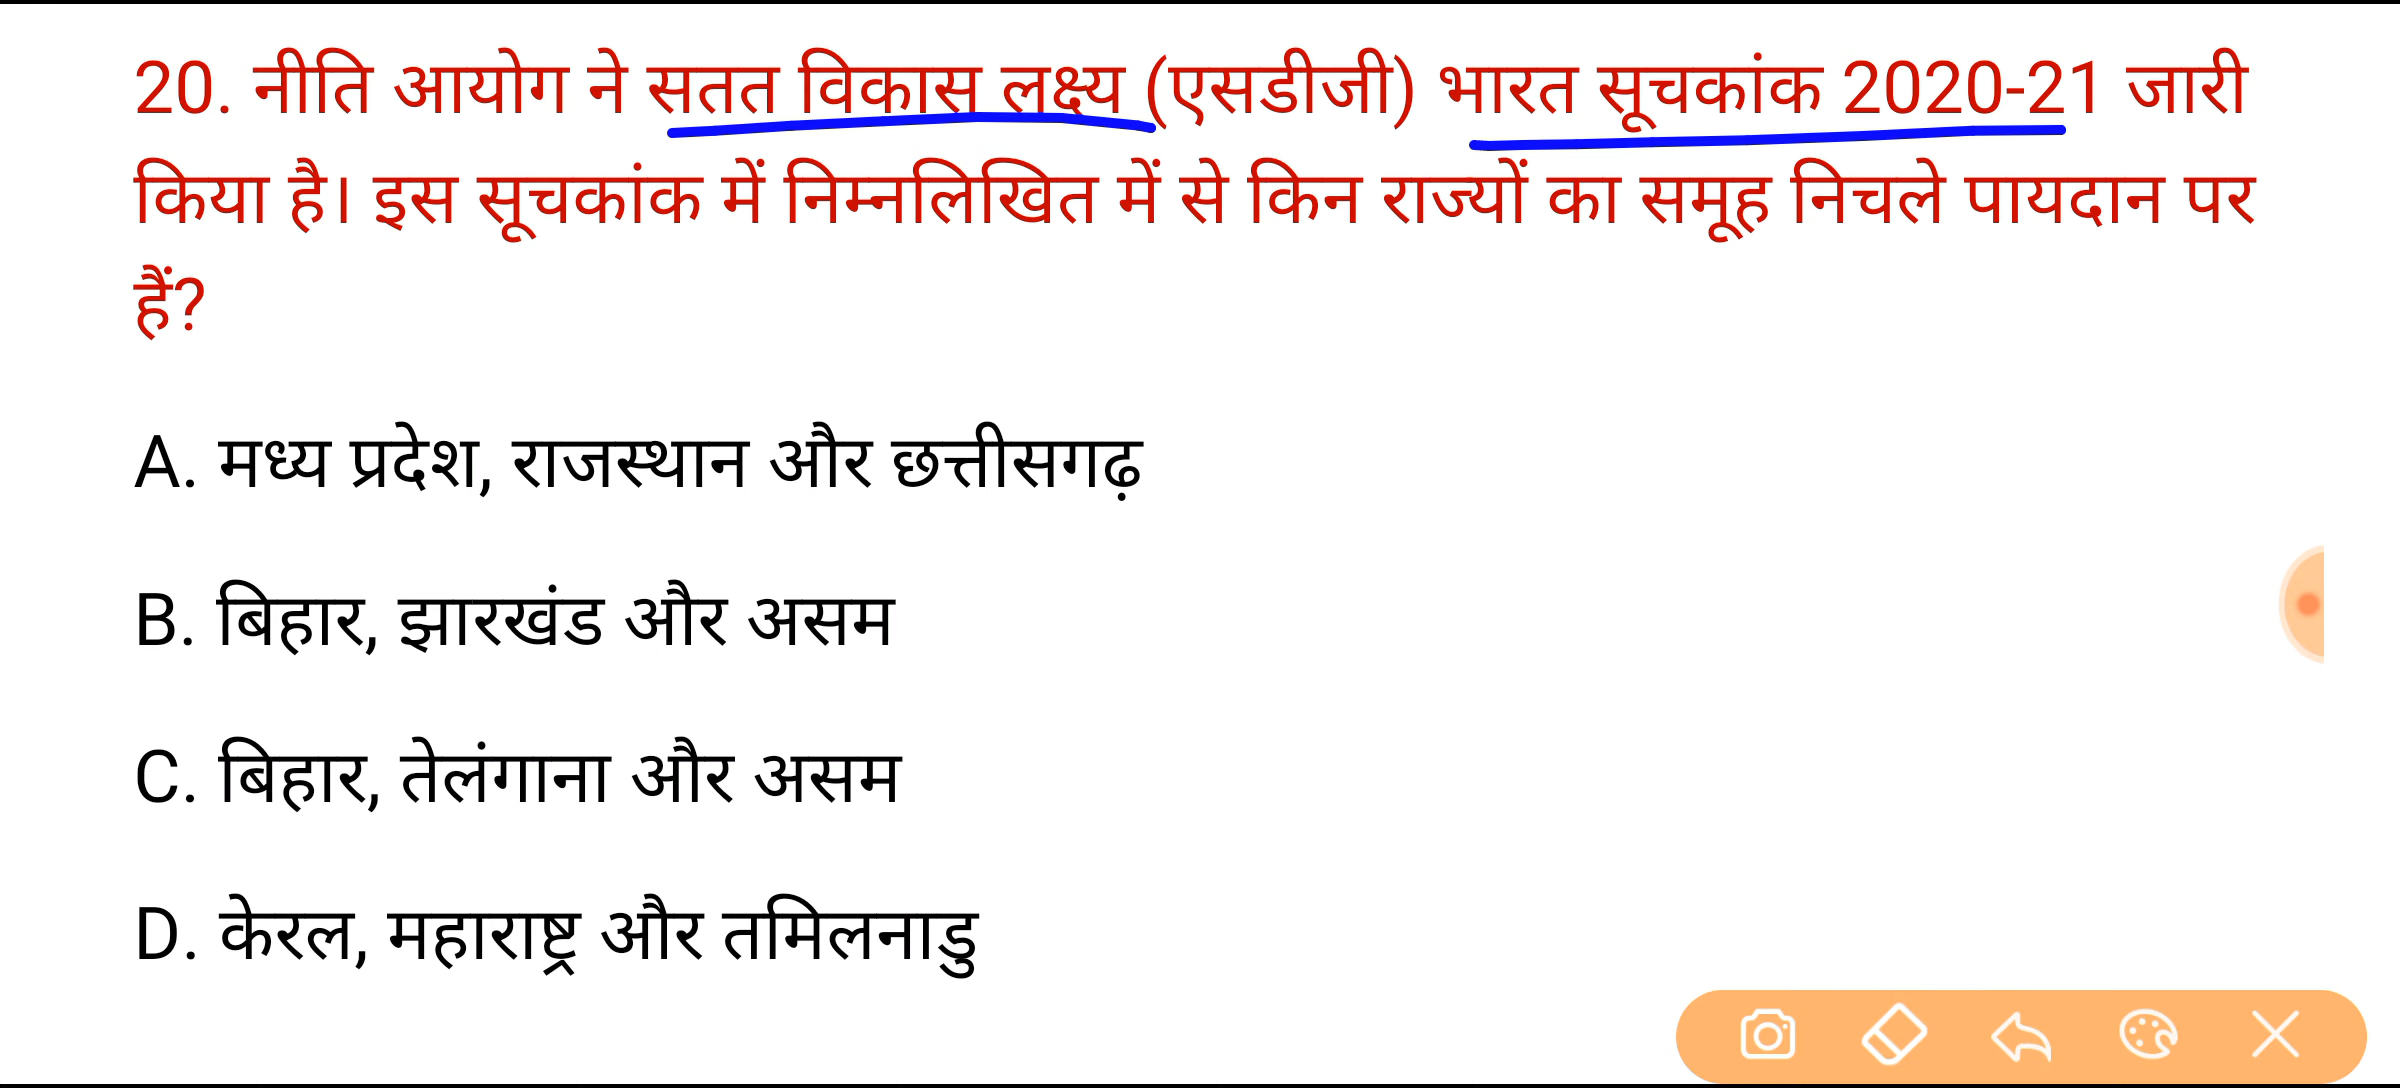 20. नीति आयोग ने सतत विकास लक्ष्य (एसडीजी) भारत सूचकांक 2020-21 जारी
किया है। इस सूचकांक में निम्नलिखित में से किन राज्यों का समूह निचले पायदान पर
हैं?
A. मध्य प्रदेश, राजस्थान और छत्तीसगढ़
B. बिहार, झारखंड और असम
C. बिहार, तेलंगाना और असम
D. केरल, महाराष्ट्र और तमिलनाडु